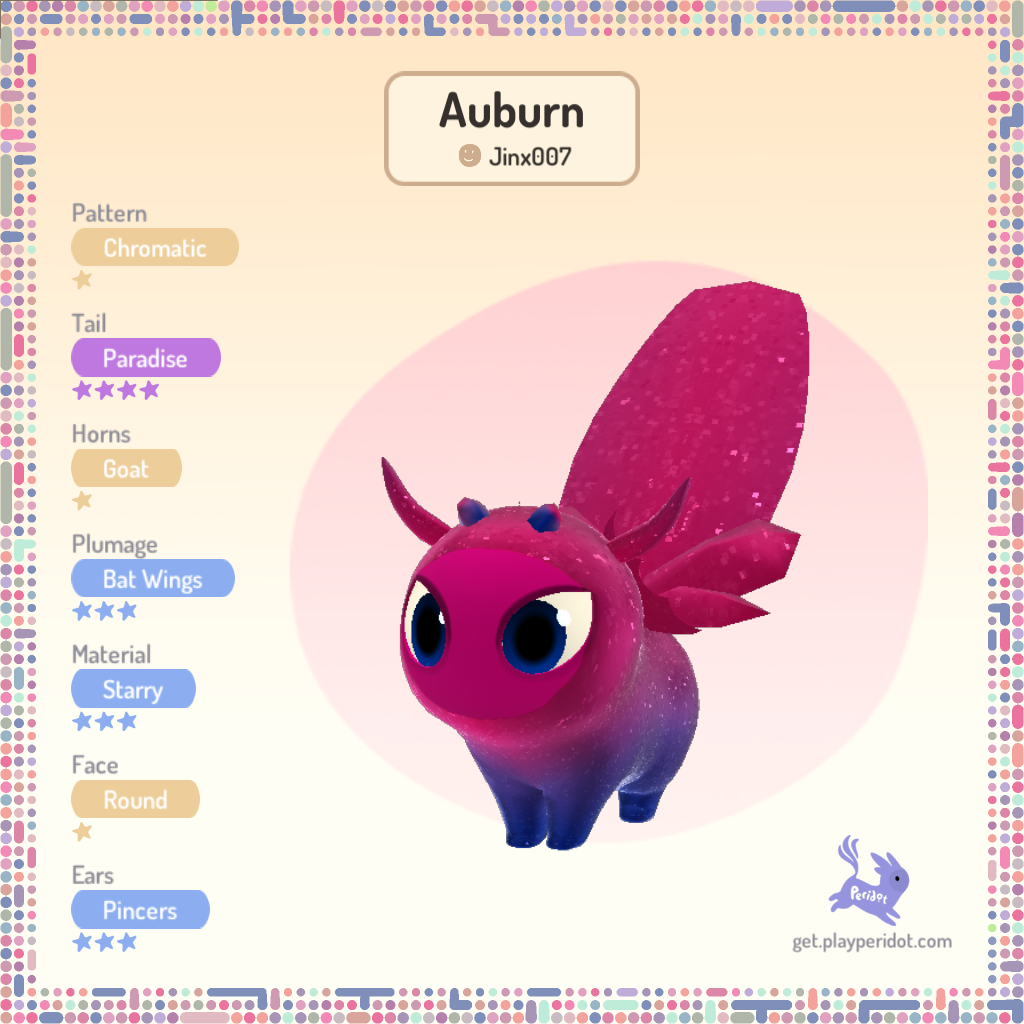 Auburn
Jinx007
Pattern
Chromatic
Tail
Paradise
Horns
Goat
Plumage
Bat Wings
Material
Starry
Face
Round
Ears
Pincers
Peridot
get.playperidot.com